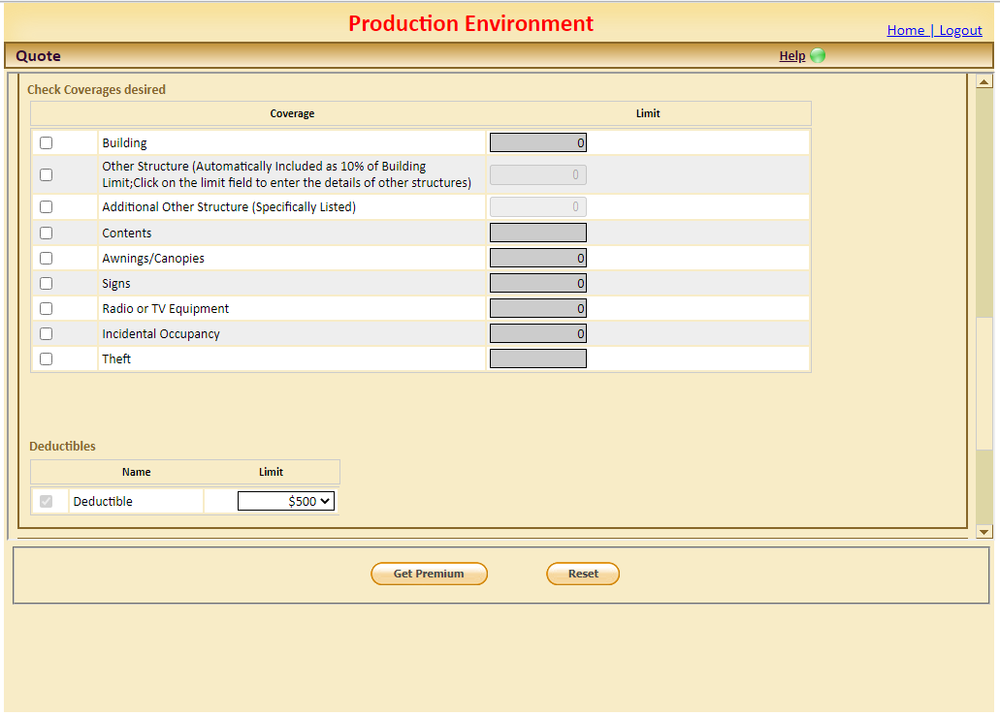 Production Environment
Home | Logout
Quote
Help
Check Coverages desired
Coverage Limit
Building 0
Other Structure (Automatically Included as 10% of Building
Limit;Click on the limit field to enter the details of other structures) 0
Additional Other Structure (Specifically Listed) 0
Contents
Awnings/Canopies 0
Signs 0
Radio or TV Equipment 0
Incidental Occupancy 0
Theft
Deductibles
Name Limit
Deductible $500
Get Premium Reset